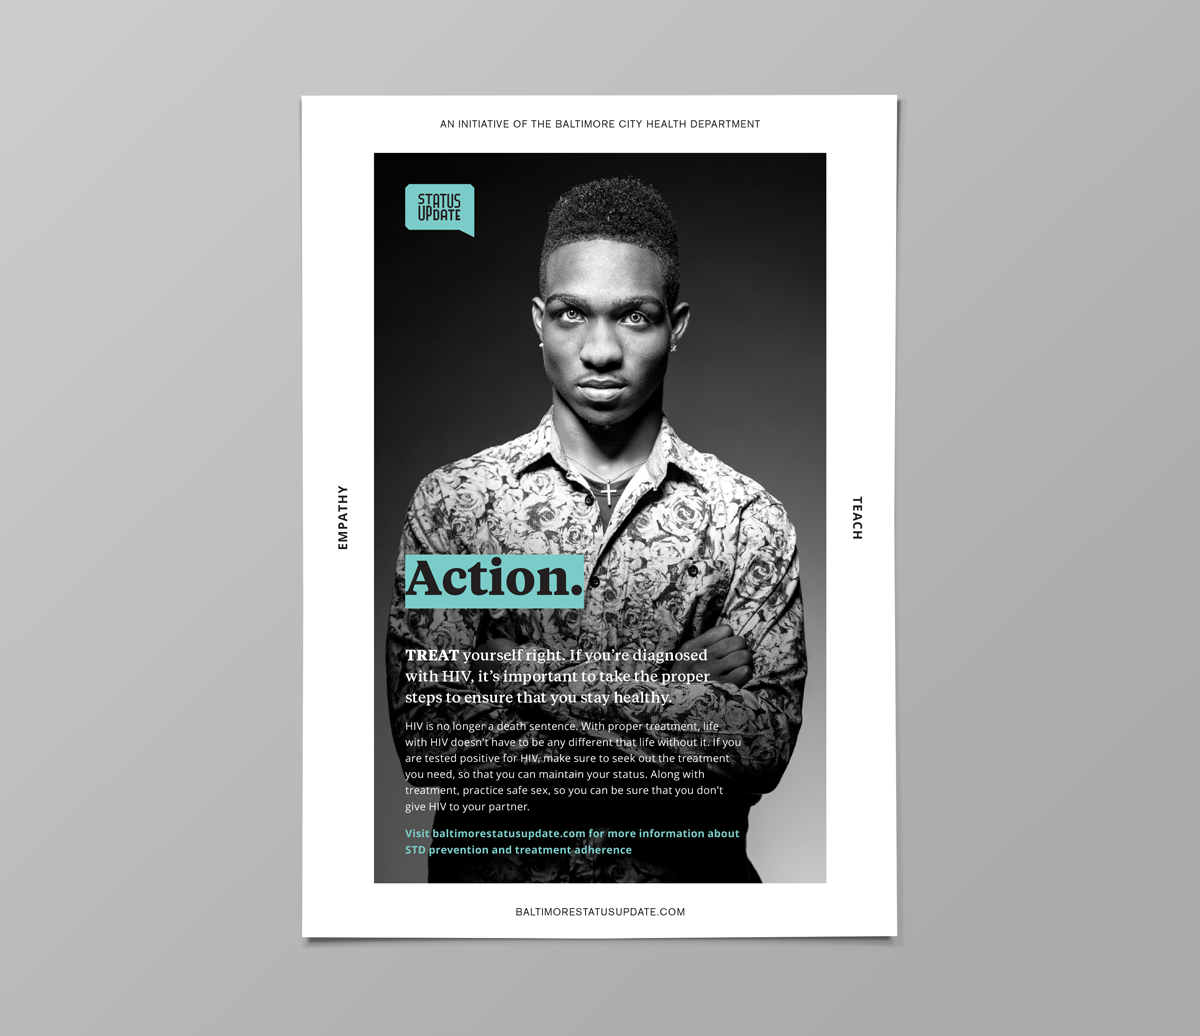 AN INITIATIVE OF THE BALTIMORE CITY HEALTH DEPARTMENT
STATUS
UPDATE
EMPATHY
TEACH
Action.
TREAT yourself right. If you’re diagnosed
with HIV, it’s important to take the proper
steps to ensure that you stay healthy.
HIV is no longer a death sentence. With proper treatment, life
with HIV doesn’t have to be any different that life without it. If you
are tested positive for HIV, make sure to seek out the treatment
you need, so that you can maintain your status. Along with
treatment, practice safe sex, so you can be sure that you don’t
give HIV to your partner.
Visit baltimorestatusupdate.com for more information about
STD prevention and treatment adherence
BALTIMORESTATUSUPDATE.COM